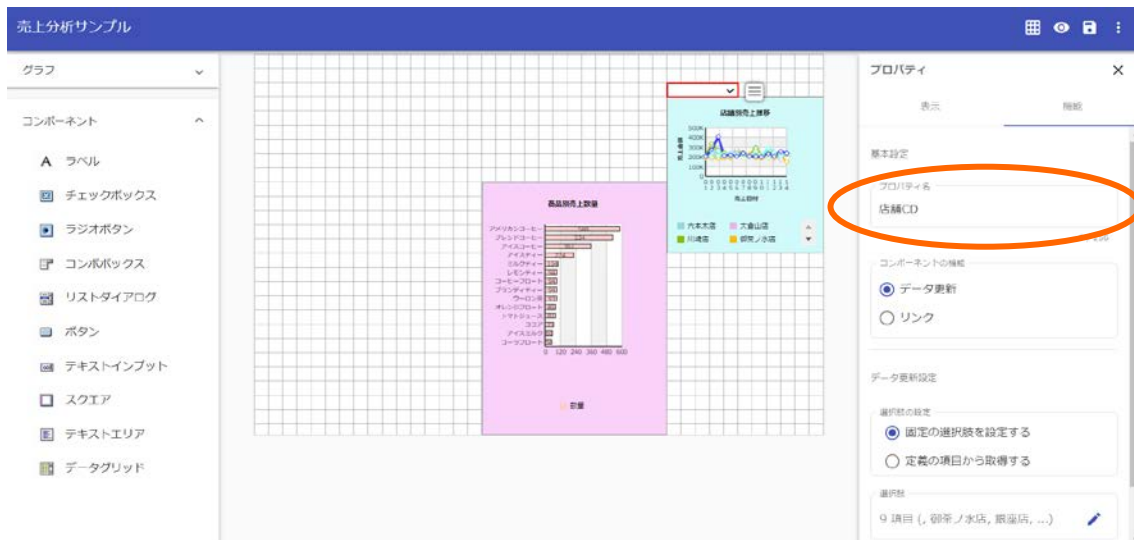 売上分析サンプル
グラフ
コンポーネント
ラベル
チェックボックス
ラジオボタン
コンボボックス
リストダイアログ
ボタン
テキストインプット
スクエア
テキストエリア
データグリッド
店舗別売上推移
500K
400K
300K
200K
100K
0
売上日付
六本木店 大倉山店
川崎店 御茶ノ水店
商品別売上数量
アメリカンコーヒー
ブレンドコーヒー
アイスコーヒー
アイスティー
ミルクティー
レモンティー
コーヒーフロート
ブランディティー
ウーロン茶
オレンジフロート
トマトジュース
ココア
アイスミルク
コーラフロート
0 120 240 360 480 600
数量
プロパティ
表示 機能
基本設定
プロパティ名
店舗CD
コンポーネントの機能
データ更新
リンク
データ更新設定
選択肢の設定
固定の選択肢を設定する
定義の項目から取得する
選択肢
9 項目 (, 御茶ノ水店, 銀座店, ...)